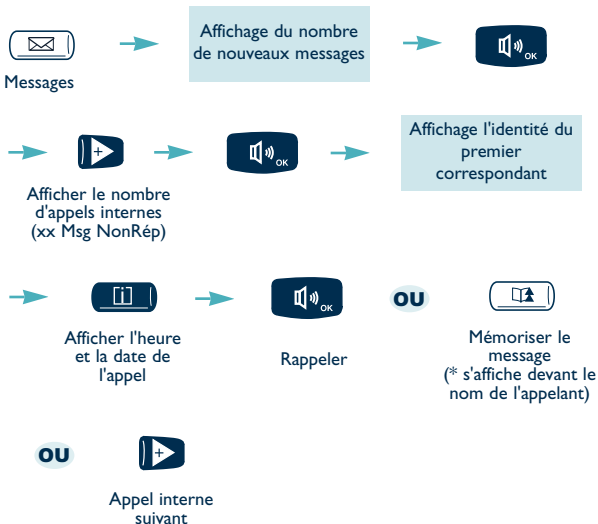 Affichage du nombre
de nouveaux messages
OK
Messages
+
OK
Affichage l'identité du
premier
correspondant
Afficher le nombre
d'appels internes
(xx Msg NonRép)
i
OK
OU
Afficher l'heure
et la date de
l'appel
Rappeler
Mémoriser le
message
(* s'affiche devant le
nom de l'appelant)
OU
+
Appel interne
suivant